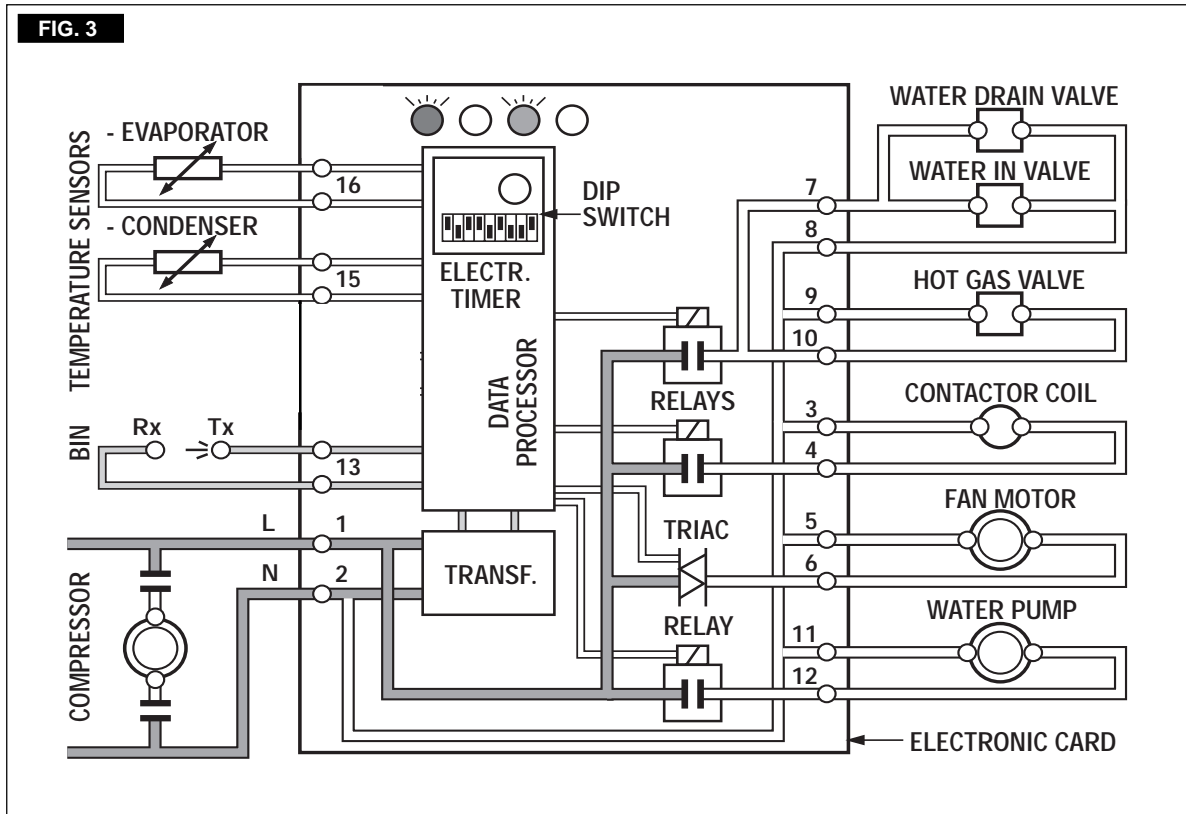 FIG. 3
TEMPERATURE SENSORS
- EVAPORATOR
16
- CONDENSER
15
BIN
Rx
Tx
13
L
1
N
2
COMPRESSOR
DIP
SWITCH
ELECTR.
TIMER
DATA
PROCESSOR
TRANSF.
RELAYS
TRIAC
RELAY
WATER DRAIN VALVE
WATER IN VALVE
7
8
HOT GAS VALVE
9
10
CONTACTOR COIL
3
4
FAN MOTOR
5
6
WATER PUMP
11
12
ELECTRONIC CARD